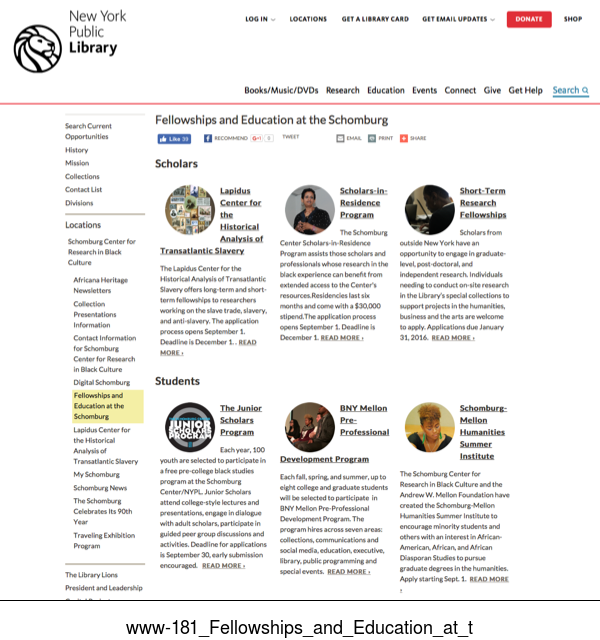 New York
Public
Library
LOG IN
LOCATIONS
GET A LIBRARY CARD
GET EMAIL UPDATES
DONATE
SHOP
Books/Music/DVDs Research Education Events Connect Give Get Help Search
Search Current
Opportunities
History
Mission
Collections
Contact List
Divisions
Locations
Schomburg Center for
Research in Black
Culture
Africana Heritage
Newsletters
Collection
Presentations
Information
Contact Information
for Schomburg
Center for Research
in Black Culture
Digital Schomburg
Fellowships and
Education at the
Schomburg
Lapidus Center for
the Historical
Analysis of
Transatlantic Slavery
My Schomburg
Schomburg News
The Schomburg
Celebrates Its 90th
Year
Traveling Exhibition
Program
The Library Lions
President and Leadership
Fellowships and Education at the Schomburg
Like 39
RECOMMEND
G+1 0
TWEET
EMAIL
PRINT
SHARE
Scholars
Lapidus
Center for
the
Historical
Analysis of
Transatlantic Slavery
The Lapidus Center for the
Historical Analysis of Transatlantic
Slavery offers long-term and short-
term fellowships to researchers
working on the slave trade, slavery,
and anti-slavery. The application
process opens September 1.
Deadline is December 1. . READ
MORE ›
Scholars-in-
Residence
Program
The Schomburg
Center Scholars-in-Residence
Program assists those scholars and
professionals whose research in the
black experience can benefit from
extended access to the Center's
resources.Residencies last six
months and come with a $30,000
stipend.The application process
opens September 1. Deadline is
December 1. READ MORE ›
Short-Term
Research
Fellowships
Scholars from
outside New York have an
opportunity to engage in graduate-
level, post-doctoral, and
independent research. Individuals
needing to conduct on-site research
in the Library's special collections to
support projects in the humanities,
business and the arts are welcome
to apply. Applications due January
31, 2016. READ MORE ›
Students
JUNIOR
SCHOLARS
PROGRAM
The Junior
Scholars
Program
Each year, 100
youth are selected to participate in
a free pre-college black studies
program at the Schomburg
Center/NYPL. Junior Scholars
attend college-style lectures and
presentations, engage in dialogue
with adult scholars, participate in
guided peer group discussions and
activities. Deadline for applications
is September 30, early submission
encouraged. READ MORE ›
BNY Mellon
Pre-
Professional
Development Program
Each fall, spring, and summer, up to
eight college and graduate students
will be selected to participate in
BNY Mellon Pre-Professional
Development Program. The
program hires across seven areas:
collections, communications and
social media, education, executive,
library, public programming and
special events. READ MORE ›
Schomburg-
Mellon
Humanities
Summer
Institute
The Schomburg Center for
Research in Black Culture and the
Andrew W. Mellon Foundation have
created the Schomburg-Mellon
Humanities Summer Institute to
encourage minority students and
others with an interest in African-
American, African, and African
Diasporan Studies to pursue
graduate degrees in the humanities.
Apply starting Sept. 1. READ MORE
›
www-181_Fellowships_and_Education_at_t